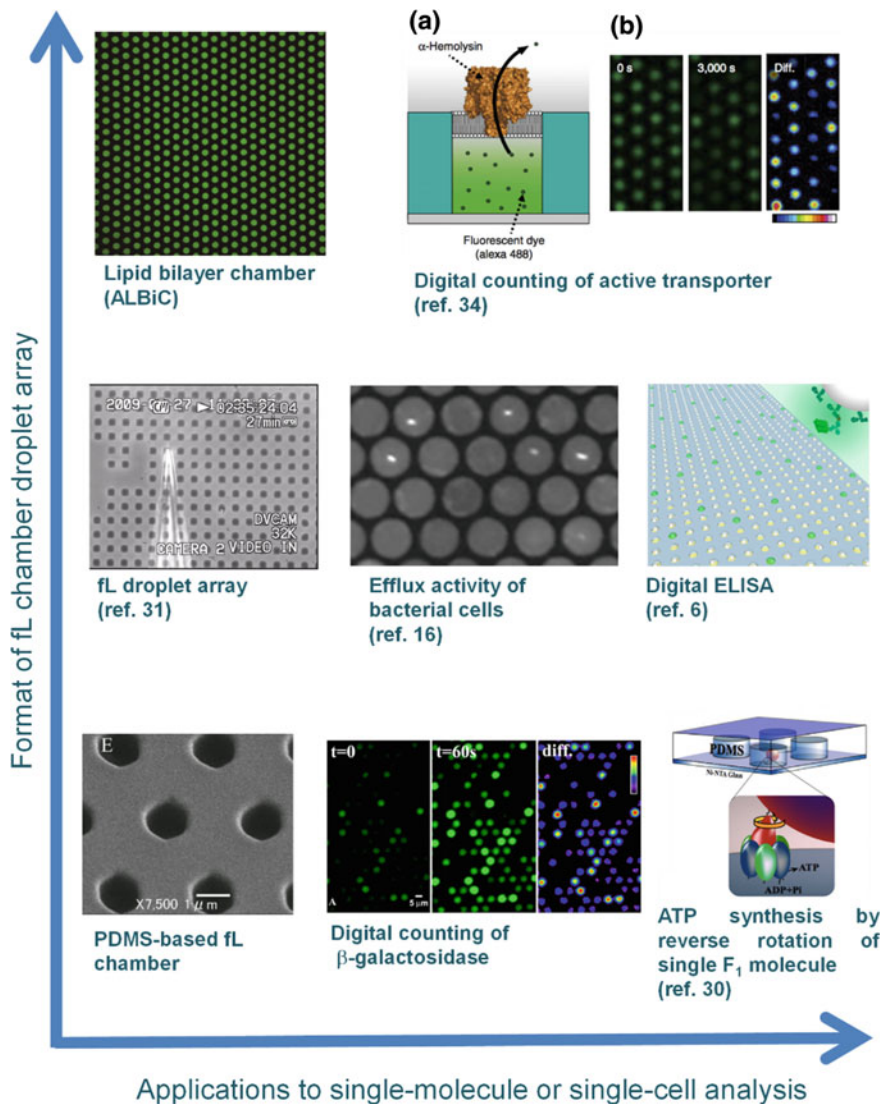 (a)
(b)
α-Hemolysin
0 s
3,000 s
Diff.
Fluorescent dye
(alexa 488)
Lipid bilayer chamber
(ALBiC)
Digital counting of active transporter
(ref. 34)
27min
DVCAM
32K
CAMERA 2 VIDEO IN
fL droplet array
(ref. 31)
Efflux activity of
bacterial cells
(ref. 16)
Digital ELISA
(ref. 6)
E
X7,500 1μm
t=0
t=60s
diff.
A
5 μm
PDMS
Ni-NTA Glass
ATP
ADP+Pi
PDMS-based fL
chamber
Digital counting of
β-galactosidase
ATP synthesis by
reverse rotation of
single F₁ molecule
(ref. 30)
Format of fL chamber droplet array
Applications to single-molecule or single-cell analysis